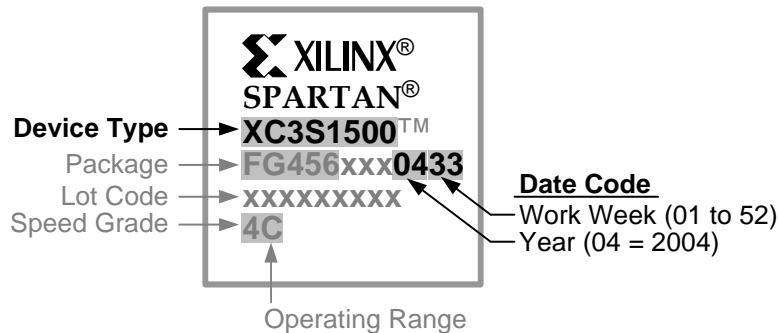 XILINX®
SPARTAN®
Device Type XC3S1500™
Package FG456xxx0433
Lot Code xxxxxxxxx
Speed Grade 4C
Date Code
Work Week (01 to 52)
Year (04 = 2004)
Operating Range